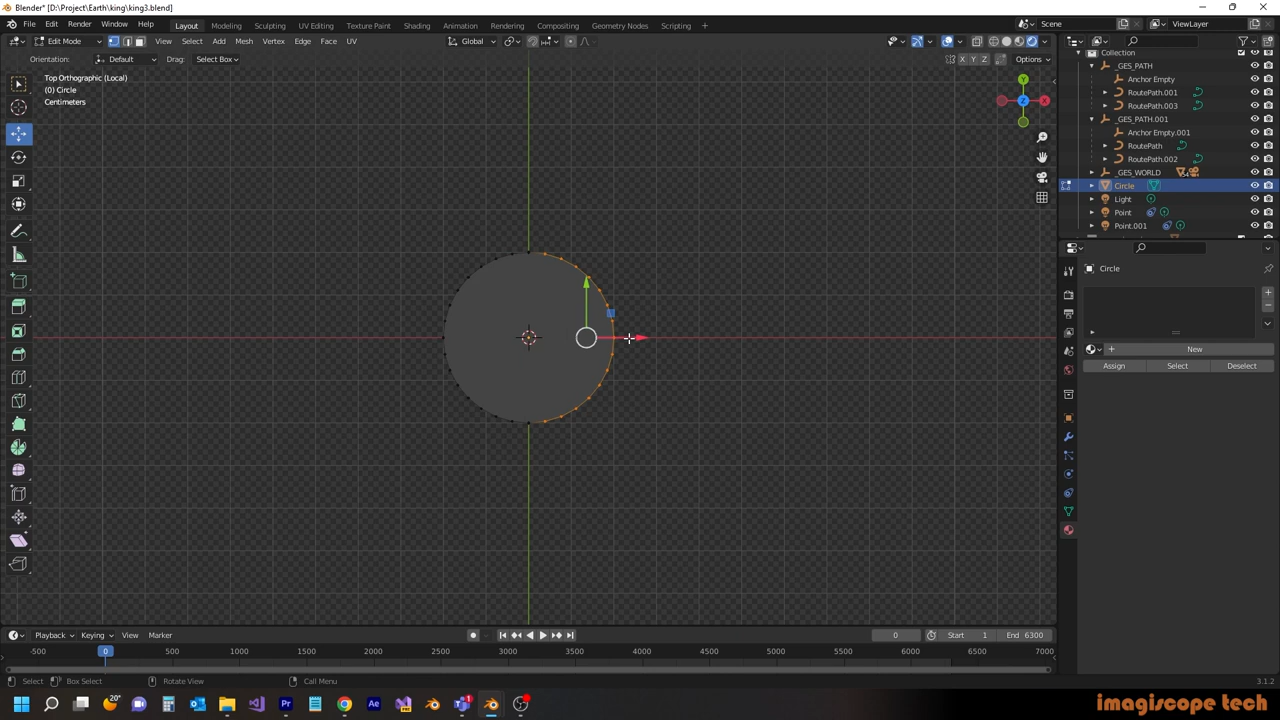 Blender* [D:\Project\Earth\king\king3.blend]
File Edit Render Window Help Layout Modeling Sculpting UV Editing Texture Paint Shading Animation Rendering Compositing Geometry Nodes Scripting + Scene ViewLayer
Edit Mode View Select Add Mesh Vertex Edge Face UV Global
Orientation: Default Drag: Select Box X Y Z Options
Top Orthographic (Local)
(0) Circle
Centimeters
Y
Z X
Collection
_GES_PATH
Anchor Empty
RoutePath.001
RoutePath.003
_GES_PATH.001
Anchor Empty.001
RoutePath
RoutePath.002
_GES_WORLD
Circle
Light
Point
Point.001
Circle
New
Assign Select Deselect
Playback Keying View Marker 0 Start 1 End 6300
-500 0 500 1000 1500 2000 2500 3000 3500 4000 4500 5000 5500 6000 6500 7000
Select Box Select Rotate View Call Menu 3.1.2
imagiscope tech